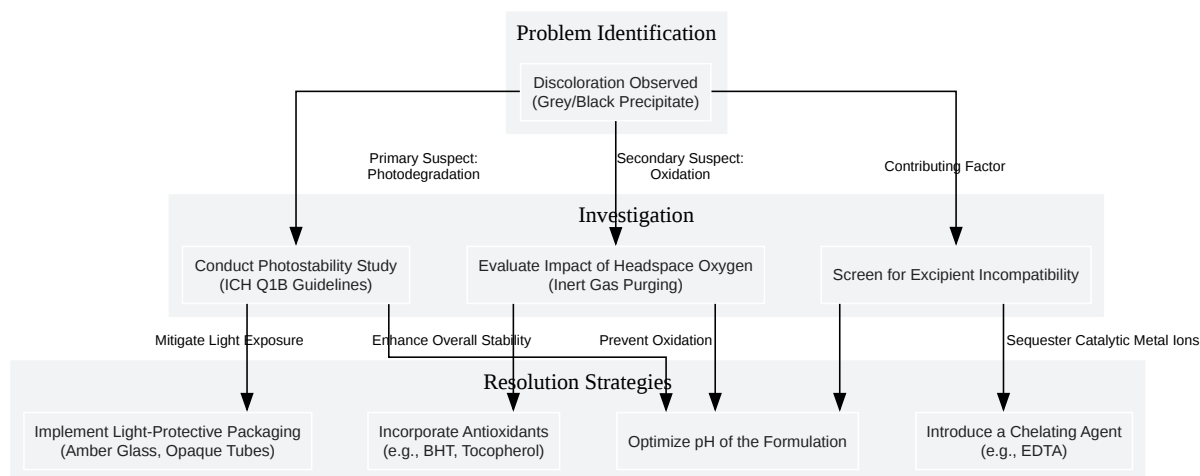 Problem Identification
Discoloration Observed
(Grey/Black Precipitate)
Primary Suspect:
Photodegradation
Secondary Suspect:
Oxidation
Contributing Factor
Investigation
Conduct Photostability Study
(ICH Q1B Guidelines)
Evaluate Impact of Headspace Oxygen
(Inert Gas Purging)
Screen for Excipient Incompatibility
Mitigate Light Exposure
Enhance Overall Stability
Prevent Oxidation
Sequester Catalytic Metal Ions
Resolution Strategies
Implement Light-Protective Packaging
(Amber Glass, Opaque Tubes)
Incorporate Antioxidants
(e.g., BHT, Tocopherol)
Optimize pH of the Formulation
Introduce a Chelating Agent
(e.g., EDTA)